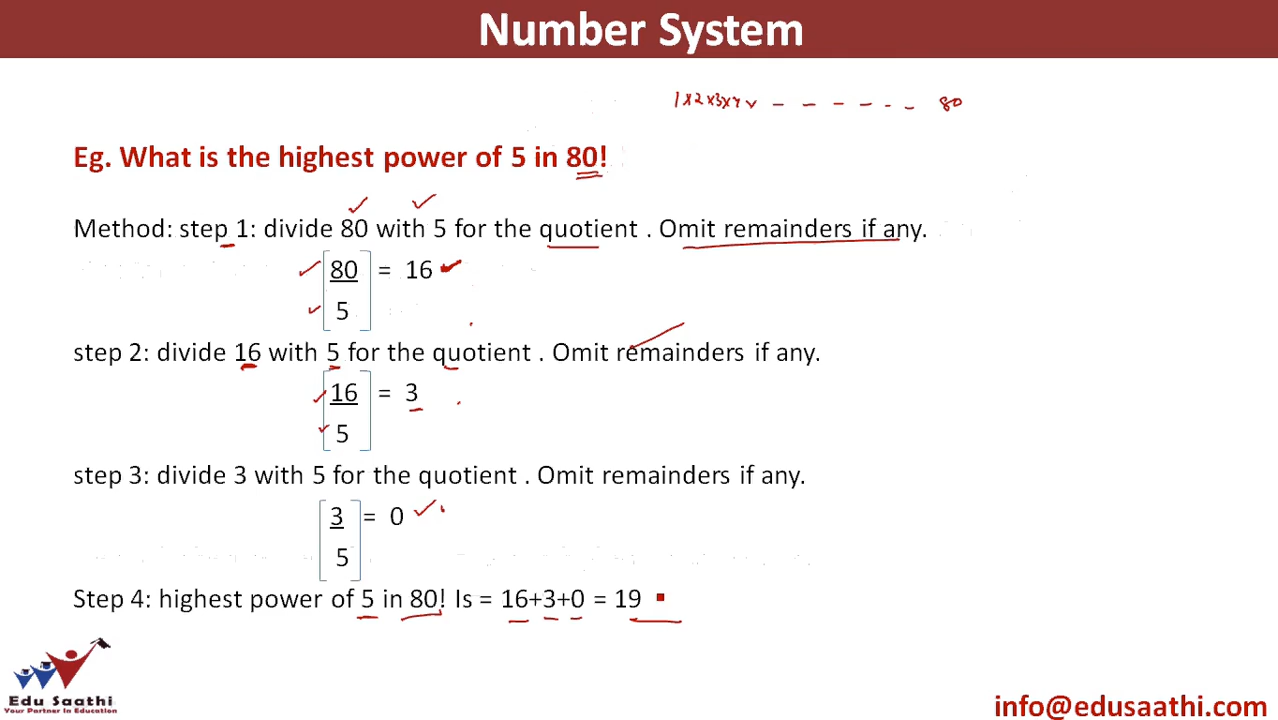 Number System
1x2x3x4x - - - - - - 80
Eg. What is the highest power of 5 in 80!
Method: step 1: divide 80 with 5 for the quotient . Omit remainders if any.
80 = 16
5
step 2: divide 16 with 5 for the quotient . Omit remainders if any.
16 = 3
5
step 3: divide 3 with 5 for the quotient . Omit remainders if any.
3 = 0
5
Step 4: highest power of 5 in 80! Is = 16+3+0 = 19
Edu Saathi
Your Partner In Education
info@edusaathi.com